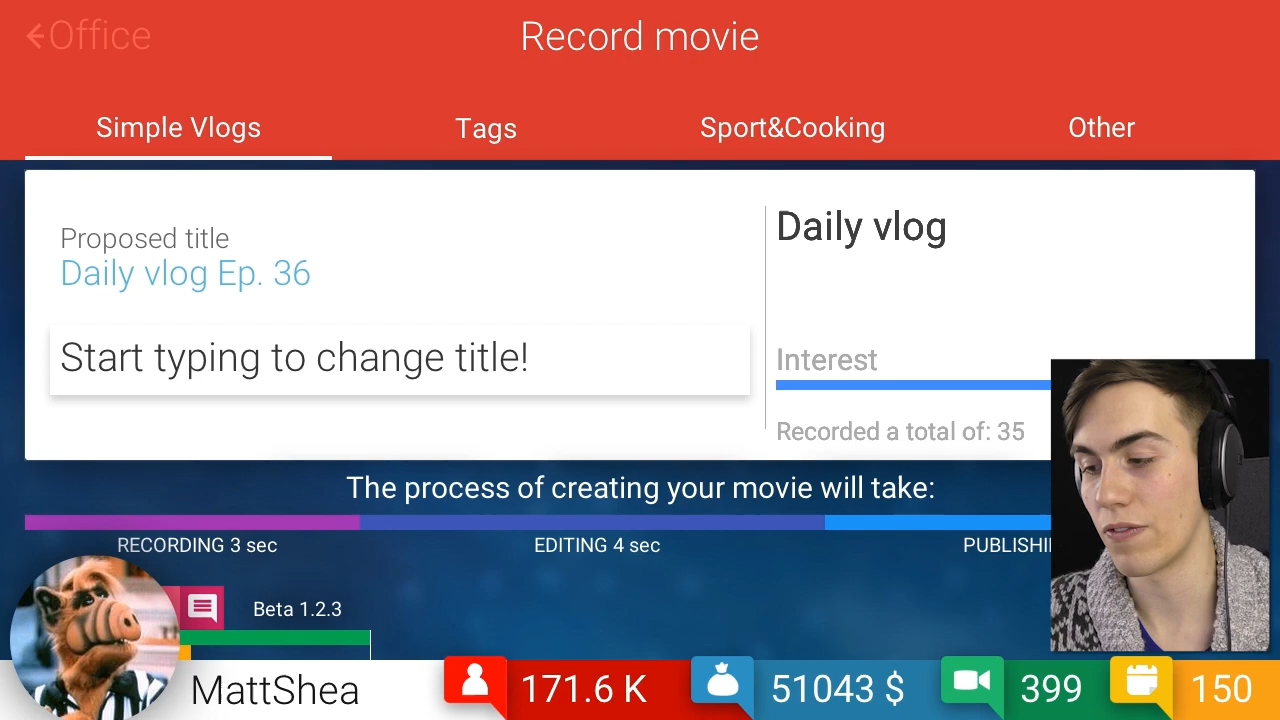 Office
Record movie
Simple Vlogs
Tags
Sport&Cooking
Other
Proposed title
Daily vlog Ep. 36
Start typing to change title!
Daily vlog
Interest
Recorded a total of: 35
The process of creating your movie will take:
RECORDING 3 sec
EDITING 4 sec
Beta 1.2.3
MattShea
171.6 K
51043 $
399
150